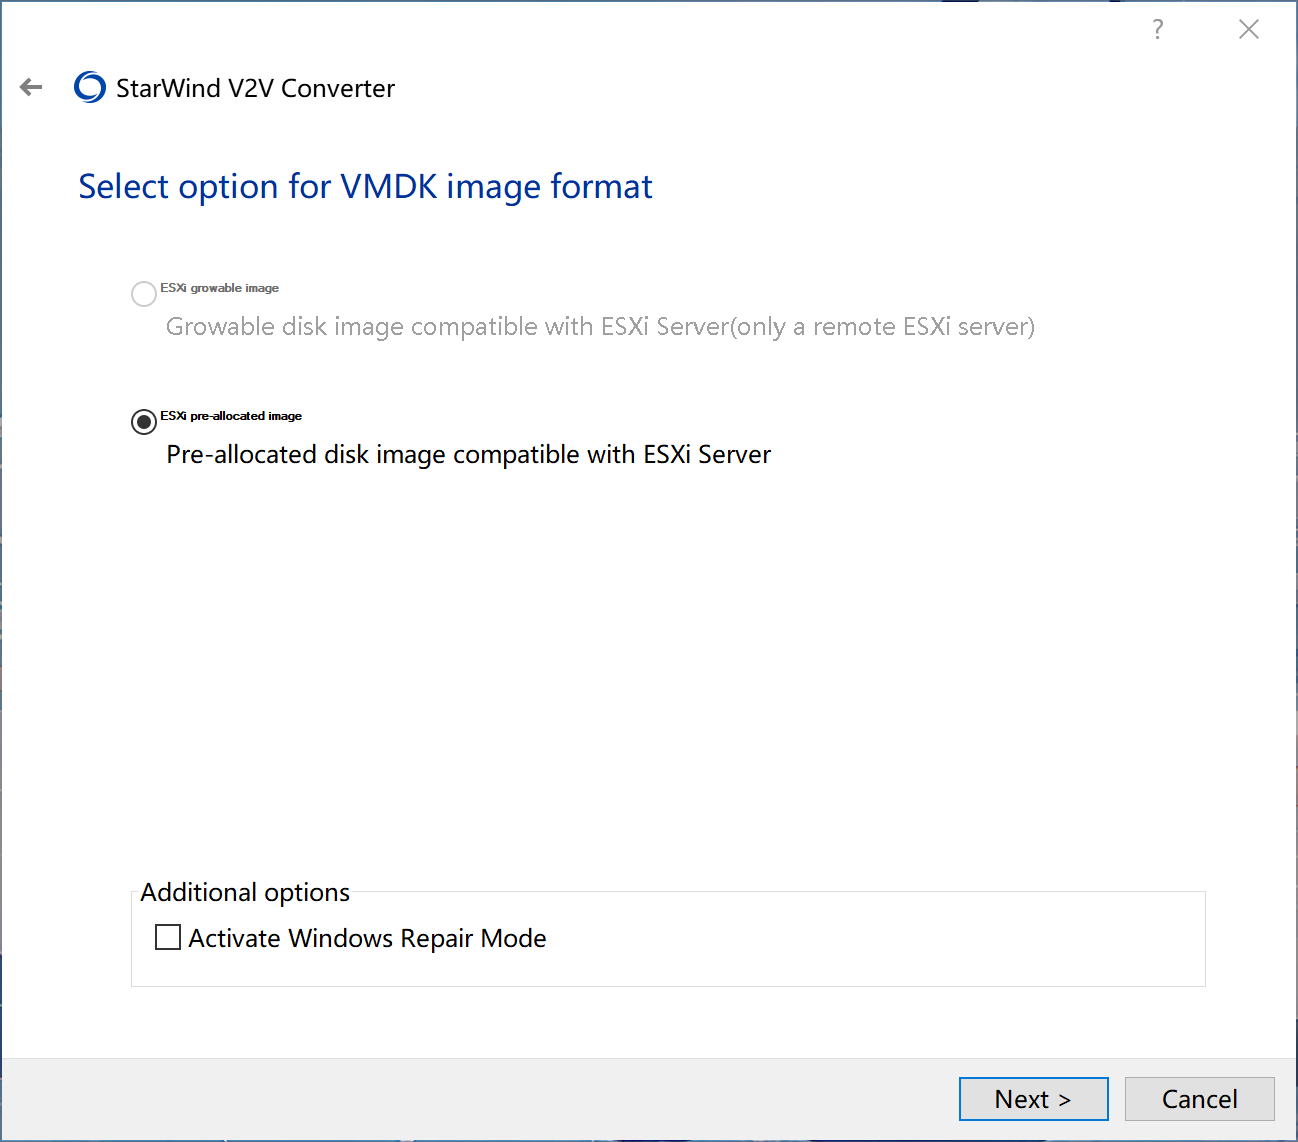 ?
StarWind V2V Converter
Select option for VMDK image format
ESXi growable image
Growable disk image compatible with ESXi Server(only a remote ESXi server)
ESXi pre-allocated image
Pre-allocated disk image compatible with ESXi Server
Additional options
Activate Windows Repair Mode
Next >
Cancel